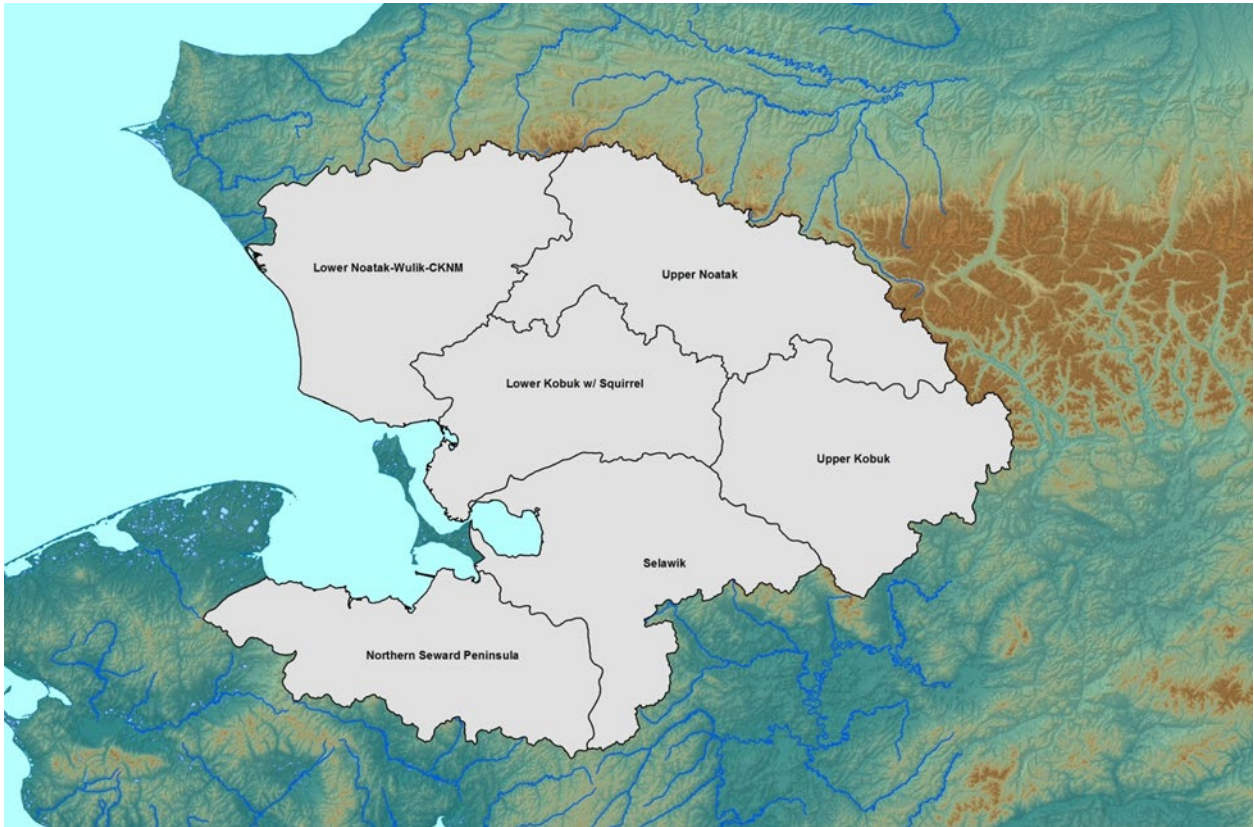 Lower Noatak-Wulik-CKNM
Upper Noatak
Lower Kobuk w/ Squirrel
Upper Kobuk
Selawik
Northern Seward Peninsula